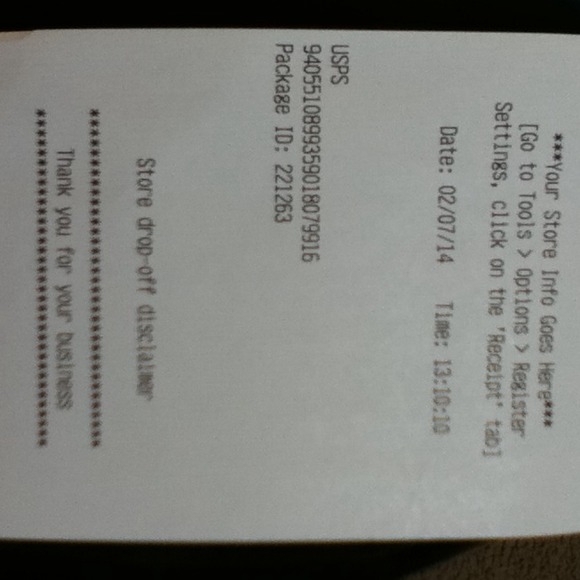 ***Your Store Info Goes Here***
[Go to Tools > Options > Register
Settings, click on the 'Receipt' tab]
Date: 02/07/14 Time: 13:10:10
USPS
9405510899359018079916
Package ID: 221263
Store drop-off disclaimer
*********************************
Thank you for your business
*********************************